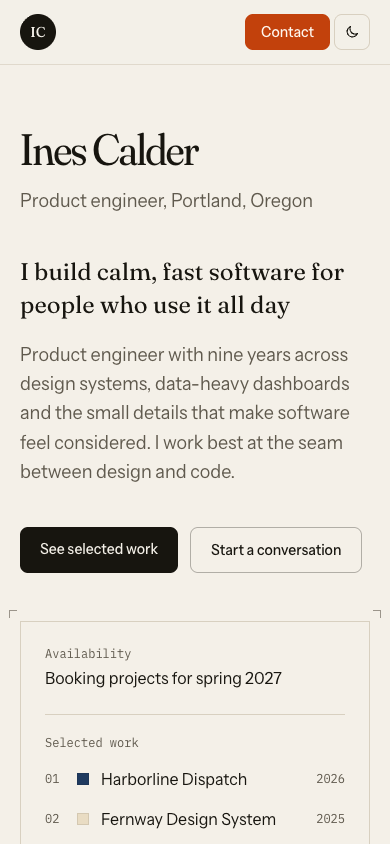 IC
Contact
Ines Calder
Product engineer, Portland, Oregon
I build calm, fast software for
people who use it all day
Product engineer with nine years across
design systems, data-heavy dashboards
and the small details that make software
feel considered. I work best at the seam
between design and code.
See selected work
Start a conversation
Availability
Booking projects for spring 2027
Selected work
01 Harborline Dispatch 2026
02 Fernway Design System 2025